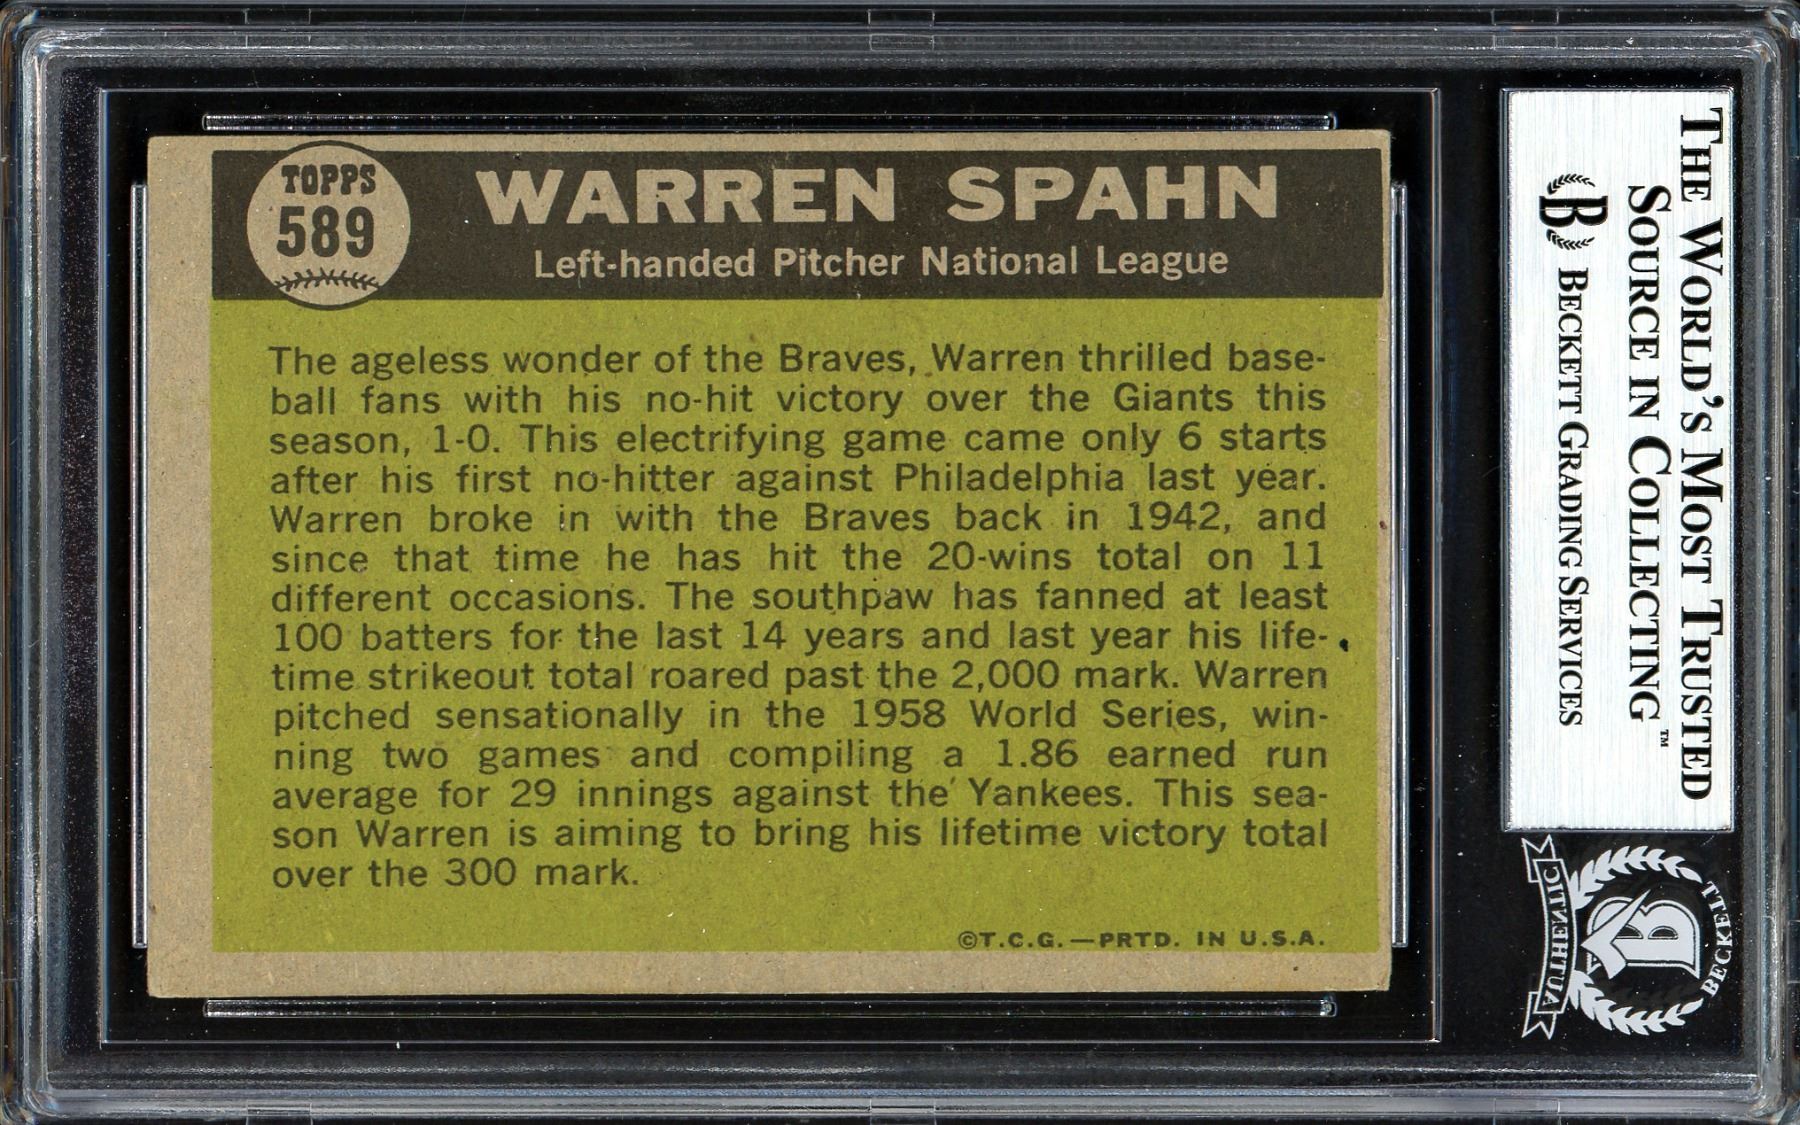 TOPPS
589
WARREN SPAHN
Left-handed Pitcher National League
The ageless wonder of the Braves, Warren thrilled base-
ball fans with his no-hit victory over the Giants this
season, 1-0. This electrifying game came only 6 starts
after his first no-hitter against Philadelphia last year.
Warren broke in with the Braves back in 1942, and
since that time he has hit the 20-wins total on 11
different occasions. The southpaw has fanned at least
100 batters for the last 14 years and last year his life-
time strikeout total roared past the 2,000 mark. Warren
pitched sensationally in the 1958 World Series, win-
ning two games and compiling a 1.86 earned run
average for 29 innings against the Yankees. This sea-
son Warren is aiming to bring his lifetime victory total
over the 300 mark.
©T.C.G.—PRTD. IN U.S.A.
THE WORLD'S MOST TRUSTED
SOURCE IN COLLECTING™
B BECKETT GRADING SERVICES
BECKETT
B
AUTHENTIC